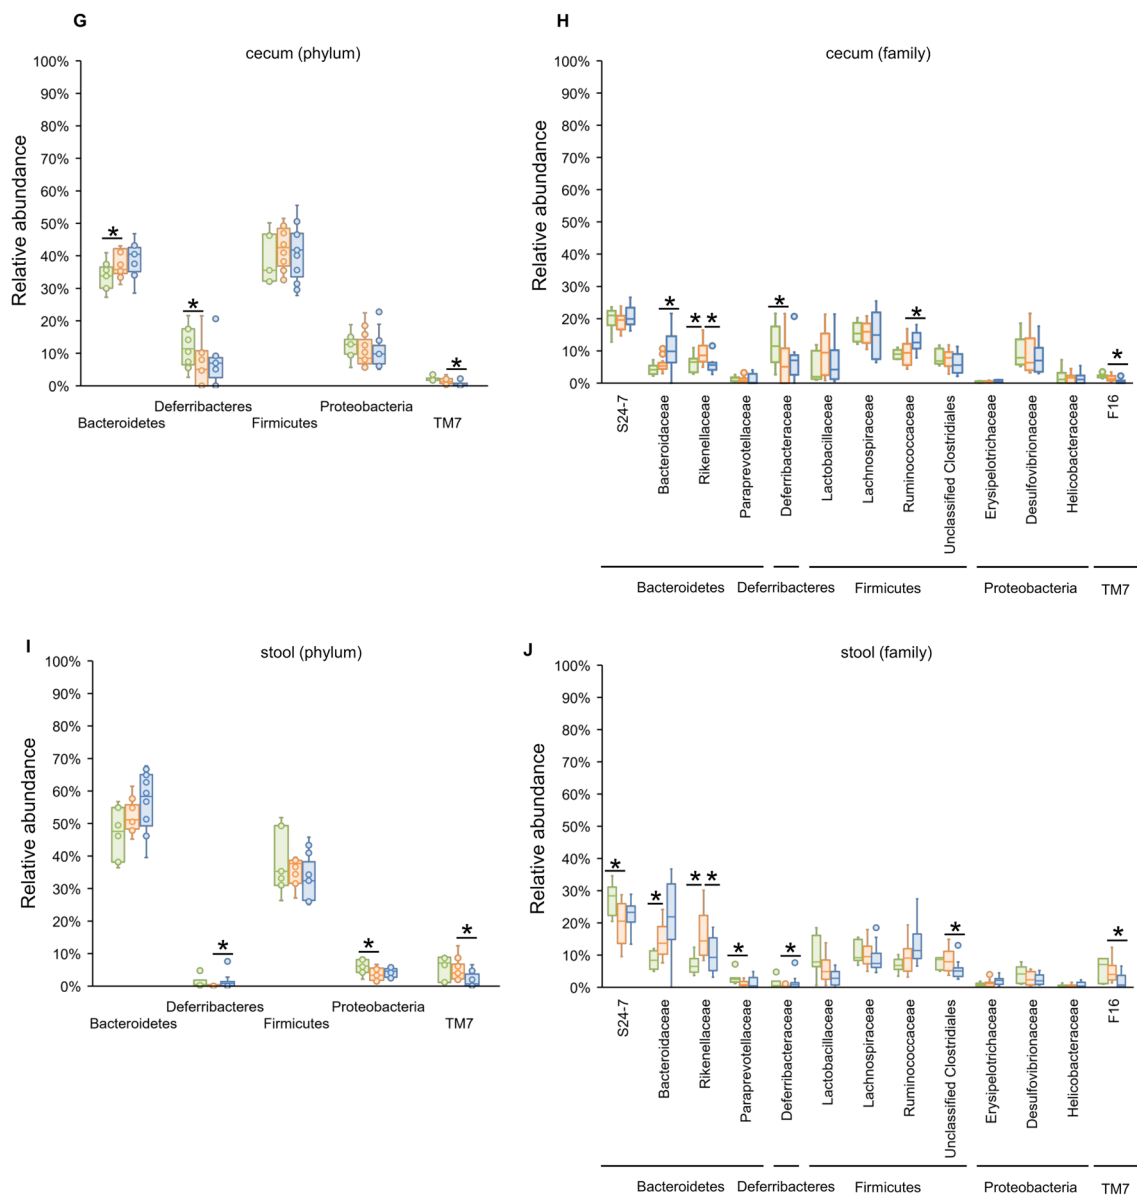 G
cecum (phylum)
Relative abundance
100%
90%
80%
70%
60%
50%
40%
30%
20%
10%
0%
*
*
*
Deferribacteres
Proteobacteria
Bacteroidetes
Firmicutes
TM7
H
cecum (family)
Relative abundance
100%
90%
80%
70%
60%
50%
40%
30%
20%
10%
0%
*
* *
*
*
*
S24-7
Bacteroidaceae
Rikenellaceae
Paraprevotellaceae
Deferribacteraceae
Lactobacillaceae
Lachnospiraceae
Ruminococcaceae
Unclassified Clostridiales
Erysipelotrichaceae
Desulfovibrionaceae
Helicobacteraceae
F16
Bacteroidetes
Deferribacteres
Firmicutes
Proteobacteria
TM7
I
stool (phylum)
Relative abundance
100%
90%
80%
70%
60%
50%
40%
30%
20%
10%
0%
*
*
*
Deferribacteres
Proteobacteria
Bacteroidetes
Firmicutes
TM7
J
stool (family)
Relative abundance
100%
90%
80%
70%
60%
50%
40%
30%
20%
10%
0%
*
*
* *
*
*
*
*
S24-7
Bacteroidaceae
Rikenellaceae
Paraprevotellaceae
Deferribacteraceae
Lactobacillaceae
Lachnospiraceae
Ruminococcaceae
Unclassified Clostridiales
Erysipelotrichaceae
Desulfovibrionaceae
Helicobacteraceae
F16
Bacteroidetes
Deferribacteres
Firmicutes
Proteobacteria
TM7